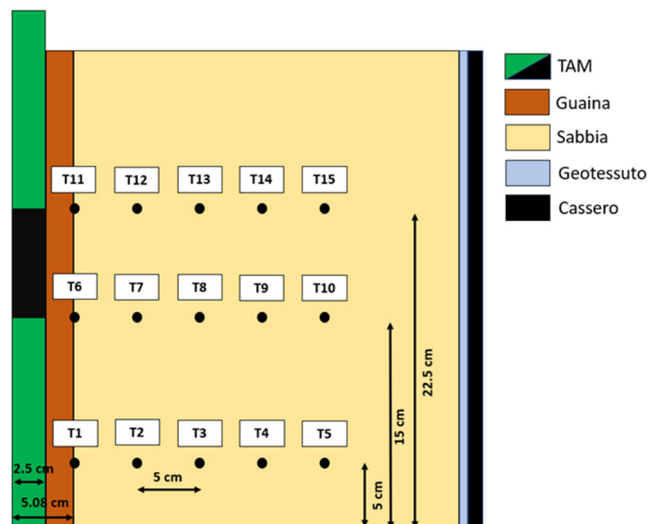 TAM
Guaina
Sabbia
Geotessuto
Cassero
T11 T12 T13 T14 T15
T6 T7 T8 T9 T10
22.5 cm
15 cm
T1 T2 T3 T4 T5
2.5 cm
5 cm
5 cm
5.08 cm